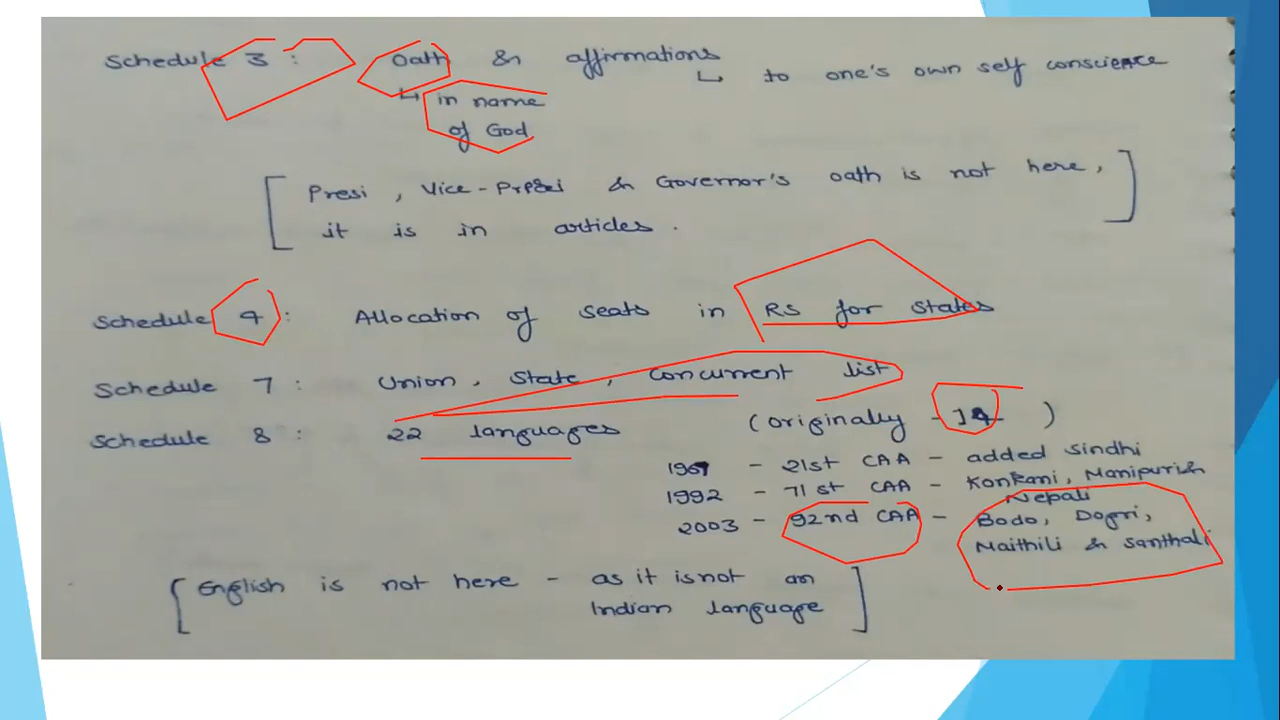 Schedule 3 : Oath & affirmations
↳ to one's own self conscience
↳ in name
of God
[ Presi , Vice-Presi & Governor's oath is not here,
it is in articles . ]
Schedule 4 : Allocation of seats in RS for states
Schedule 7 : Union , State , Concurrent list
Schedule 8 : 22 languages (originally - 14 )
1967 - 21st CAA - added Sindhi
1992 - 71st CAA - Konkani, Manipuri &
Nepali
2003 - 92nd CAA - Bodo, Dogri,
Maithili & Santhali
[ English is not here - as it is not an
Indian language ]